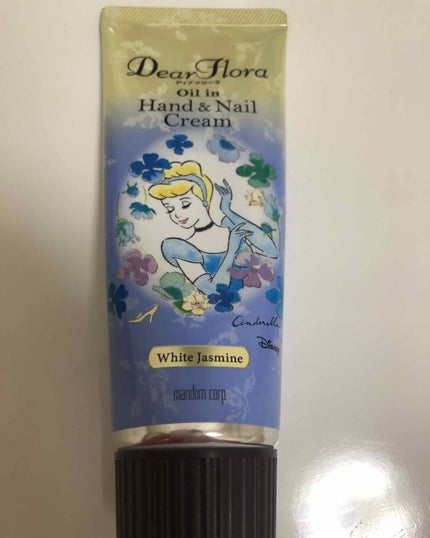 Dear Flora
ディアフローラ
Oil in
Hand & Nail
Cream
Cinderella
Disney
White Jasmine
mandom corp.